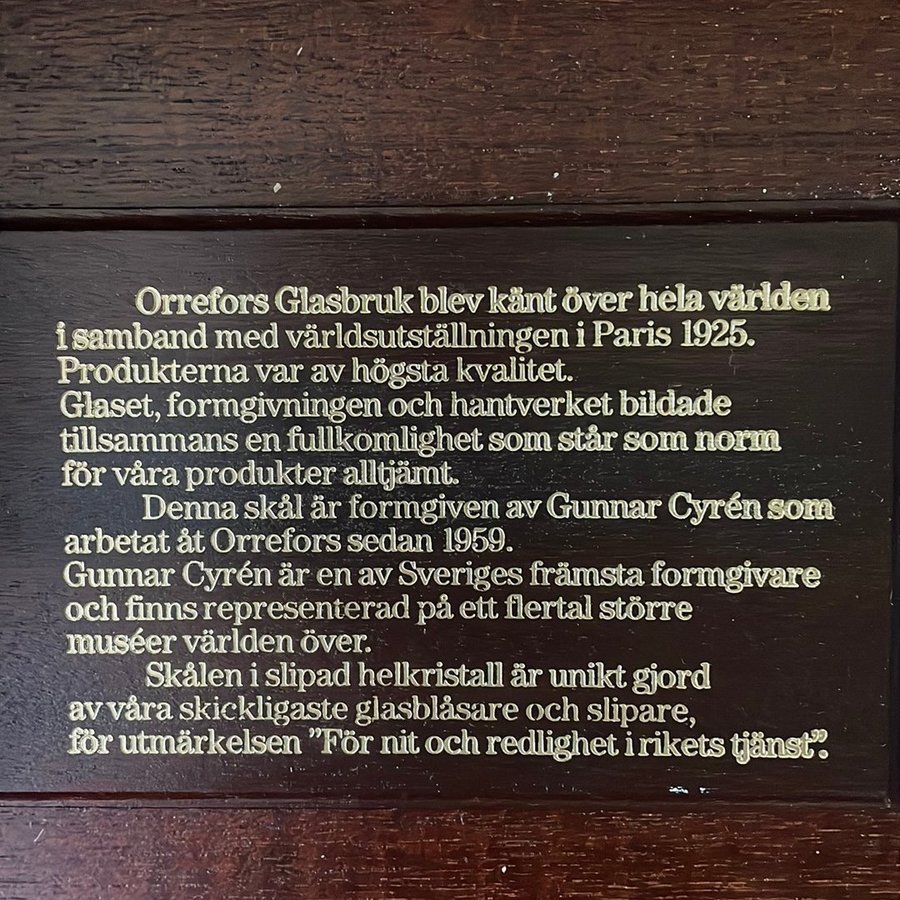 Orrefors Glasbruk blev känt över hela världen
i samband med världsutställningen i Paris 1925.
Produkterna var av högsta kvalitet.
Glaset, formgivningen och hantverket bildade
tillsammans en fullkomlighet som står som norm
för våra produkter alltjämt.
Denna skål är formgiven av Gunnar Cyrén som
arbetat åt Orrefors sedan 1959.
Gunnar Cyrén är en av Sveriges främsta formgivare
och finns representerad på ett flertal större
muséer världen över.
Skålen i slipad helkristall är unikt gjord
av våra skickligaste glasblåsare och slipare,
för utmärkelsen ”För nit och redlighet i rikets tjänst”.